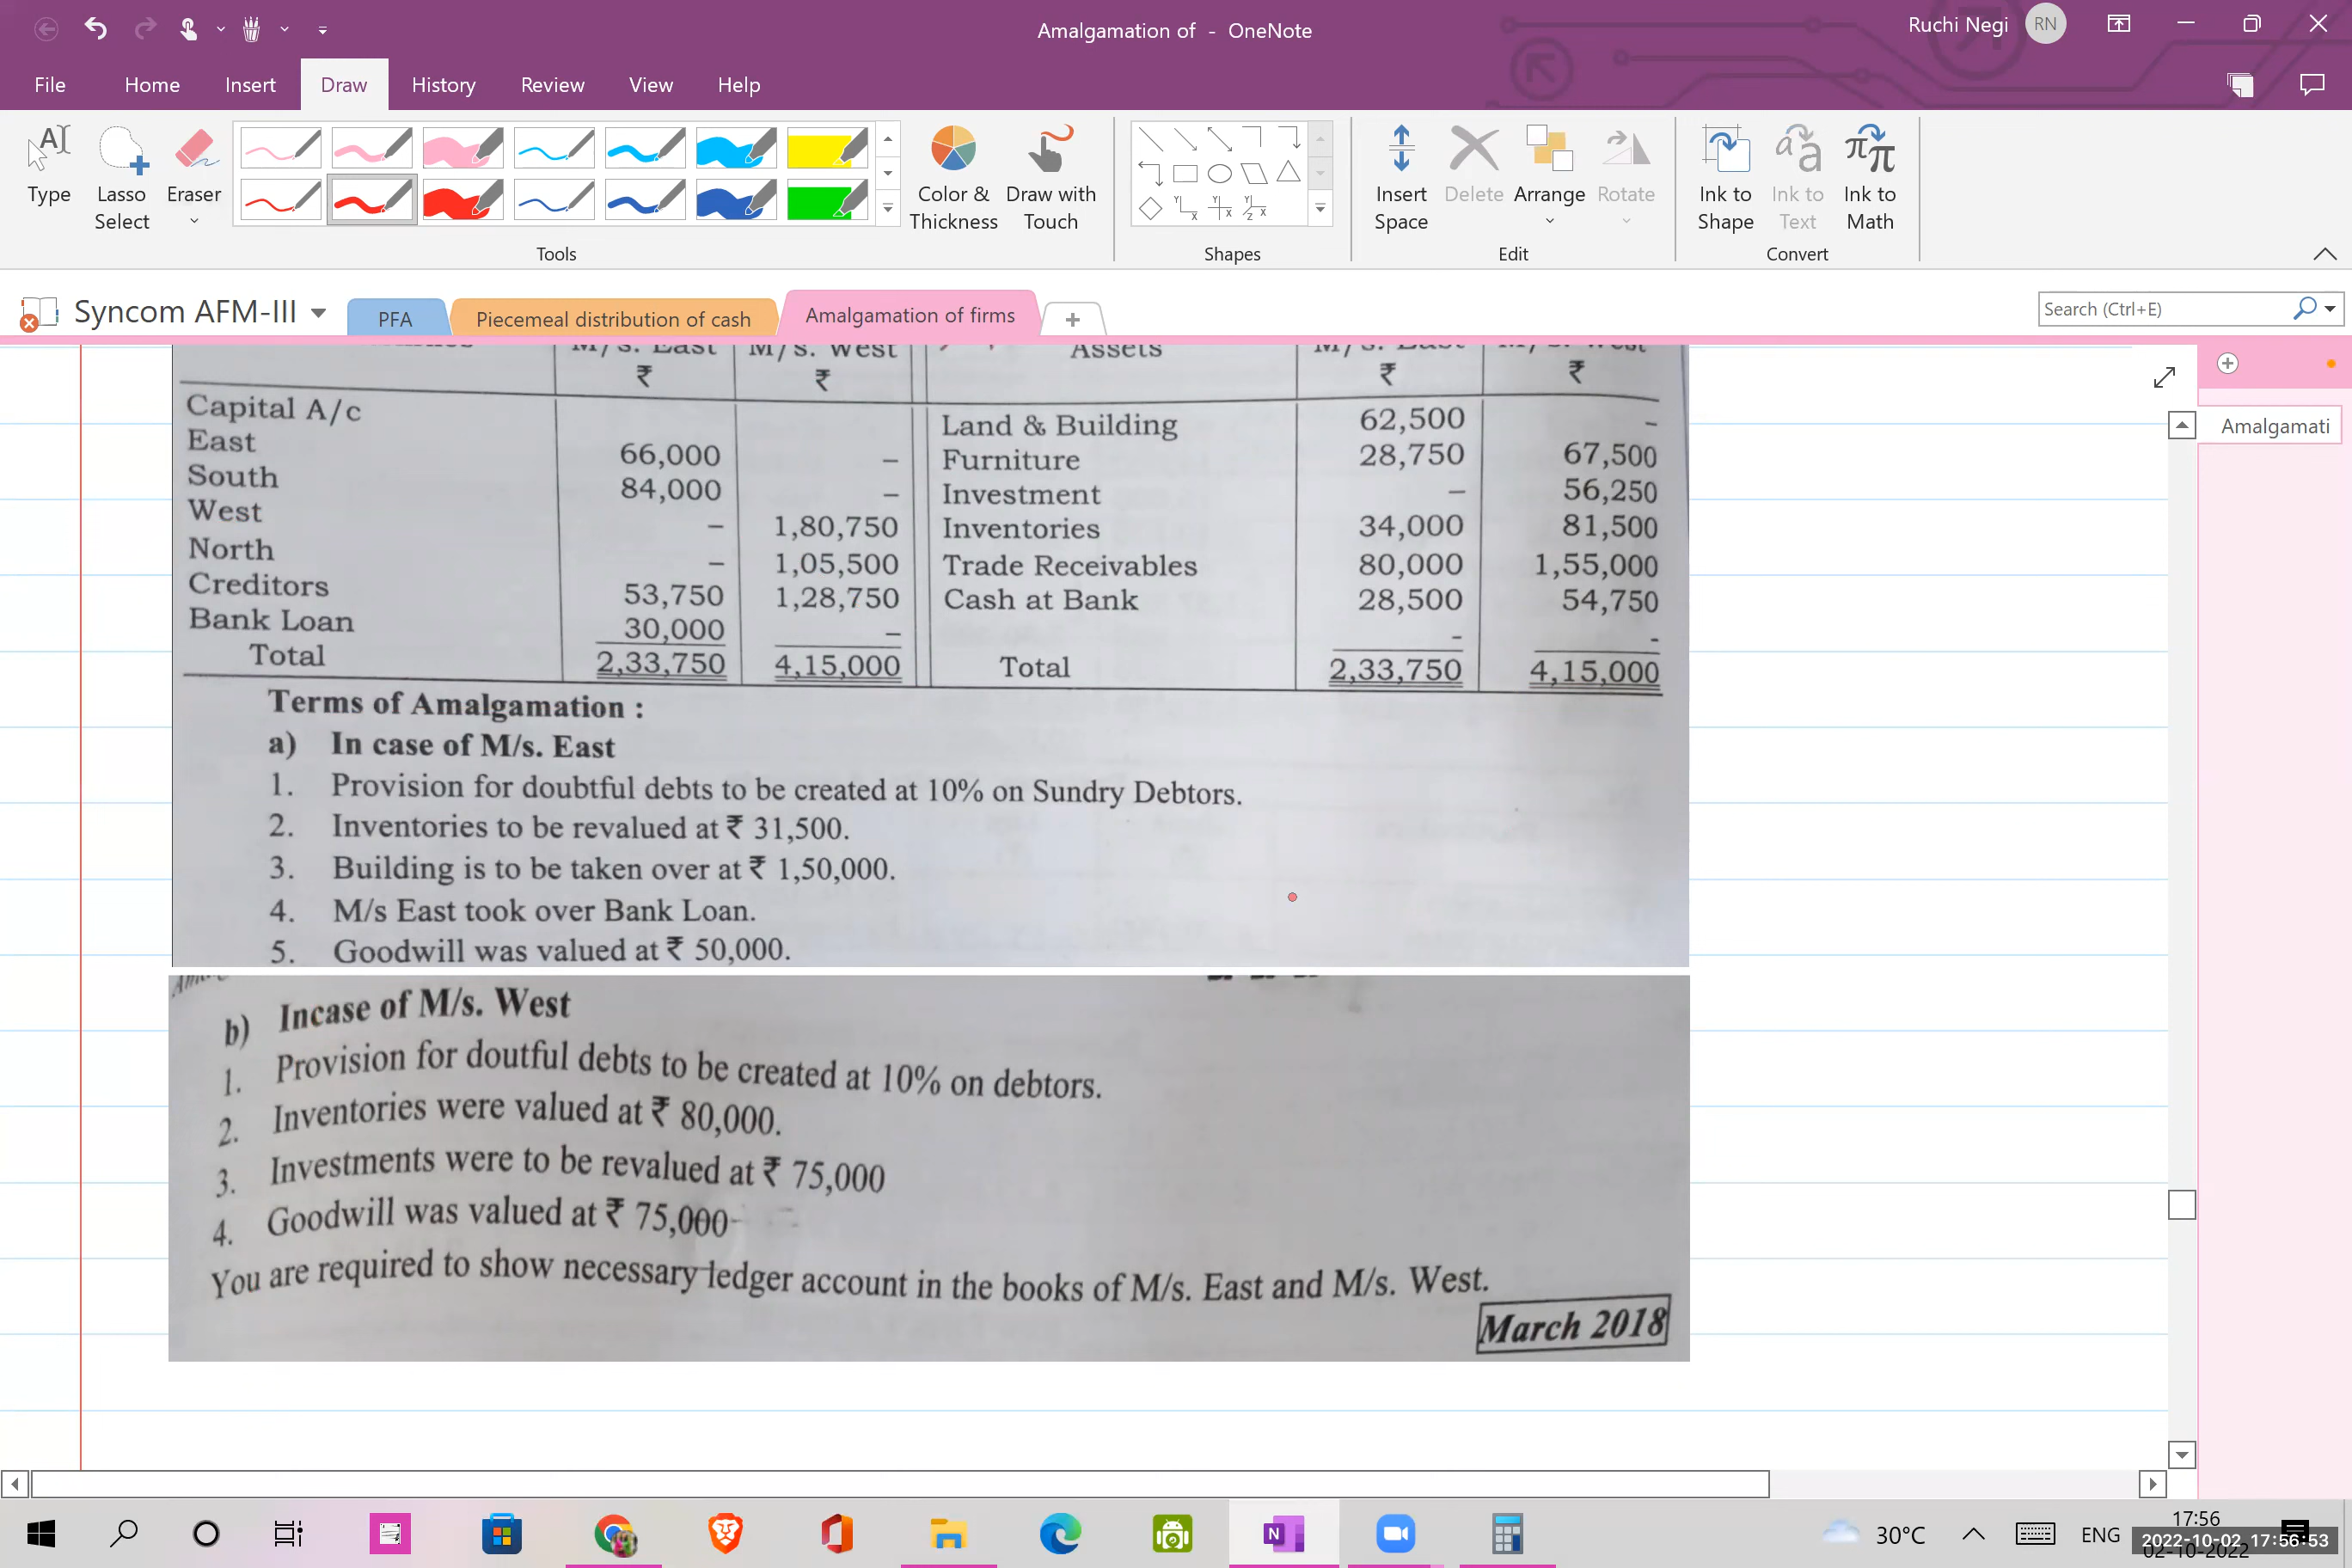 Amalgamation of - OneNote
Ruchi Negi RN
File Home Insert Draw History Review View Help
Type Lasso Select Eraser Color & Thickness Draw with Touch Insert Space Delete Arrange Rotate Ink to Shape Ink to Text Ink to Math
Tools Shapes Edit Convert
Syncom AFM-III PFA Piecemeal distribution of cash Amalgamation of firms Search (Ctrl+E)
Amalgamati
M/s. East M/s. West Assets M/s. East M/s. West
₹ ₹ ₹ ₹
Capital A/c Land & Building 62,500 -
East 66,000 - Furniture 28,750 67,500
South 84,000 - Investment - 56,250
West - 1,80,750 Inventories 34,000 81,500
North - 1,05,500 Trade Receivables 80,000 1,55,000
Creditors 53,750 1,28,750 Cash at Bank 28,500 54,750
Bank Loan 30,000 - - -
Total 2,33,750 4,15,000 Total 2,33,750 4,15,000
Terms of Amalgamation :
a) In case of M/s. East
1. Provision for doubtful debts to be created at 10% on Sundry Debtors.
2. Inventories to be revalued at ₹ 31,500.
3. Building is to be taken over at ₹ 1,50,000.
4. M/s East took over Bank Loan.
5. Goodwill was valued at ₹ 50,000.
b) Incase of M/s. West
1. Provision for doutful debts to be created at 10% on debtors.
2. Inventories were valued at ₹ 80,000.
3. Investments were to be revalued at ₹ 75,000
4. Goodwill was valued at ₹ 75,000
You are required to show necessary ledger account in the books of M/s. East and M/s. West.
March 2018
30°C ENG 17:56
2022-10-02 17:56:53
02-10-2022